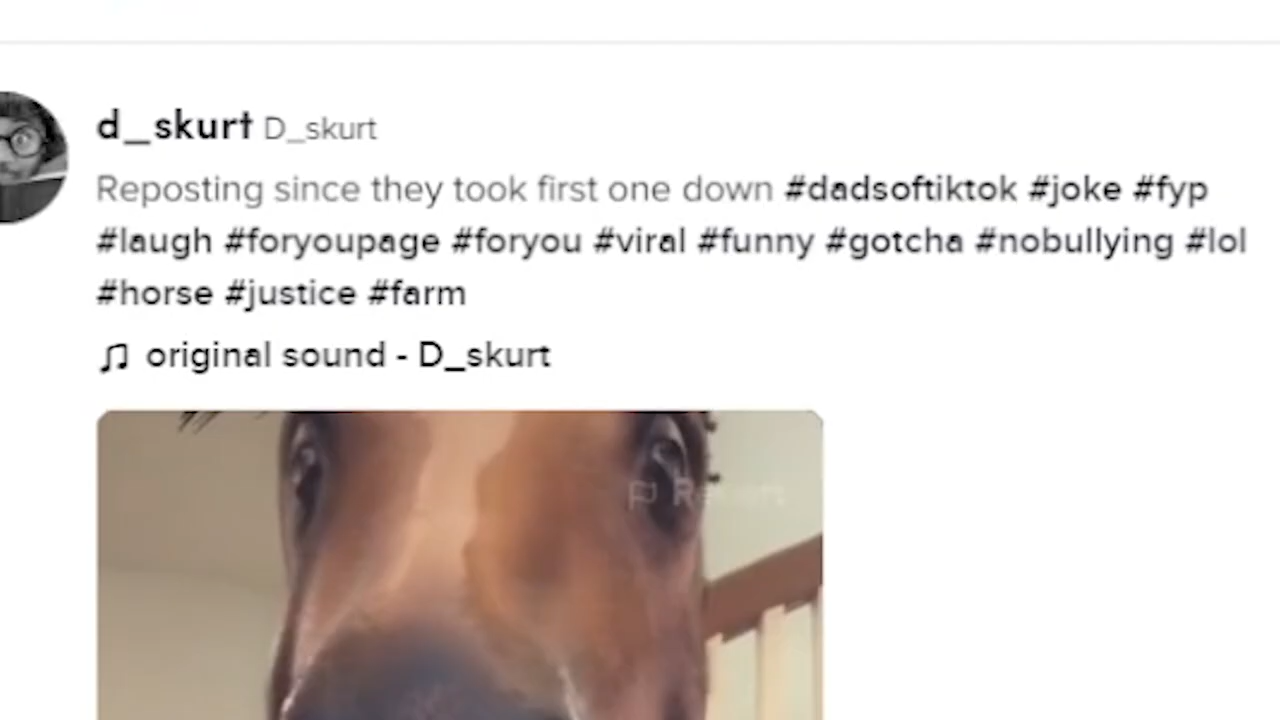 d_skurt D_skurt
Reposting since they took first one down #dadsoftiktok #joke #fyp
#laugh #foryoupage #foryou #viral #funny #gotcha #nobullying #lol
#horse #justice #farm
original sound - D_skurt